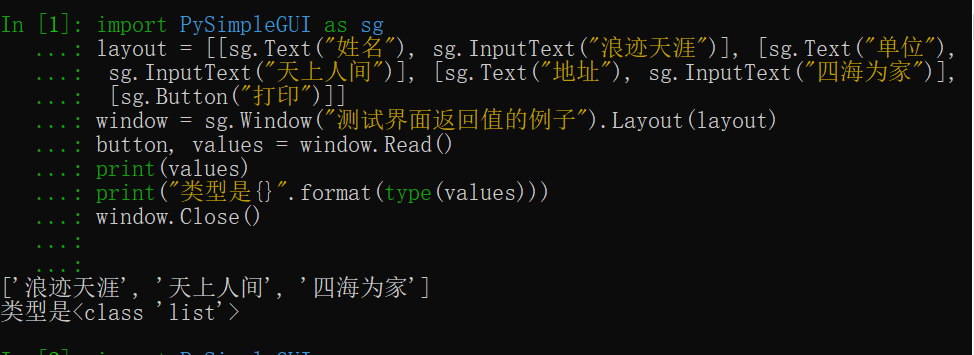 In [1]: import PySimpleGUI as sg
   ...: layout = [[sg.Text("姓名"), sg.InputText("浪迹天涯")], [sg.Text("单位"),
   ...:  sg.InputText("天上人间")], [sg.Text("地址"), sg.InputText("四海为家")],
   ...:  [sg.Button("打印")]]
   ...: window = sg.Window("测试界面返回值的例子").Layout(layout)
   ...: button, values = window.Read()
   ...: print(values)
   ...: print("类型是{}".format(type(values)))
   ...: window.Close()
   ...:
   ...:
['浪迹天涯', '天上人间', '四海为家']
类型是<class 'list'>